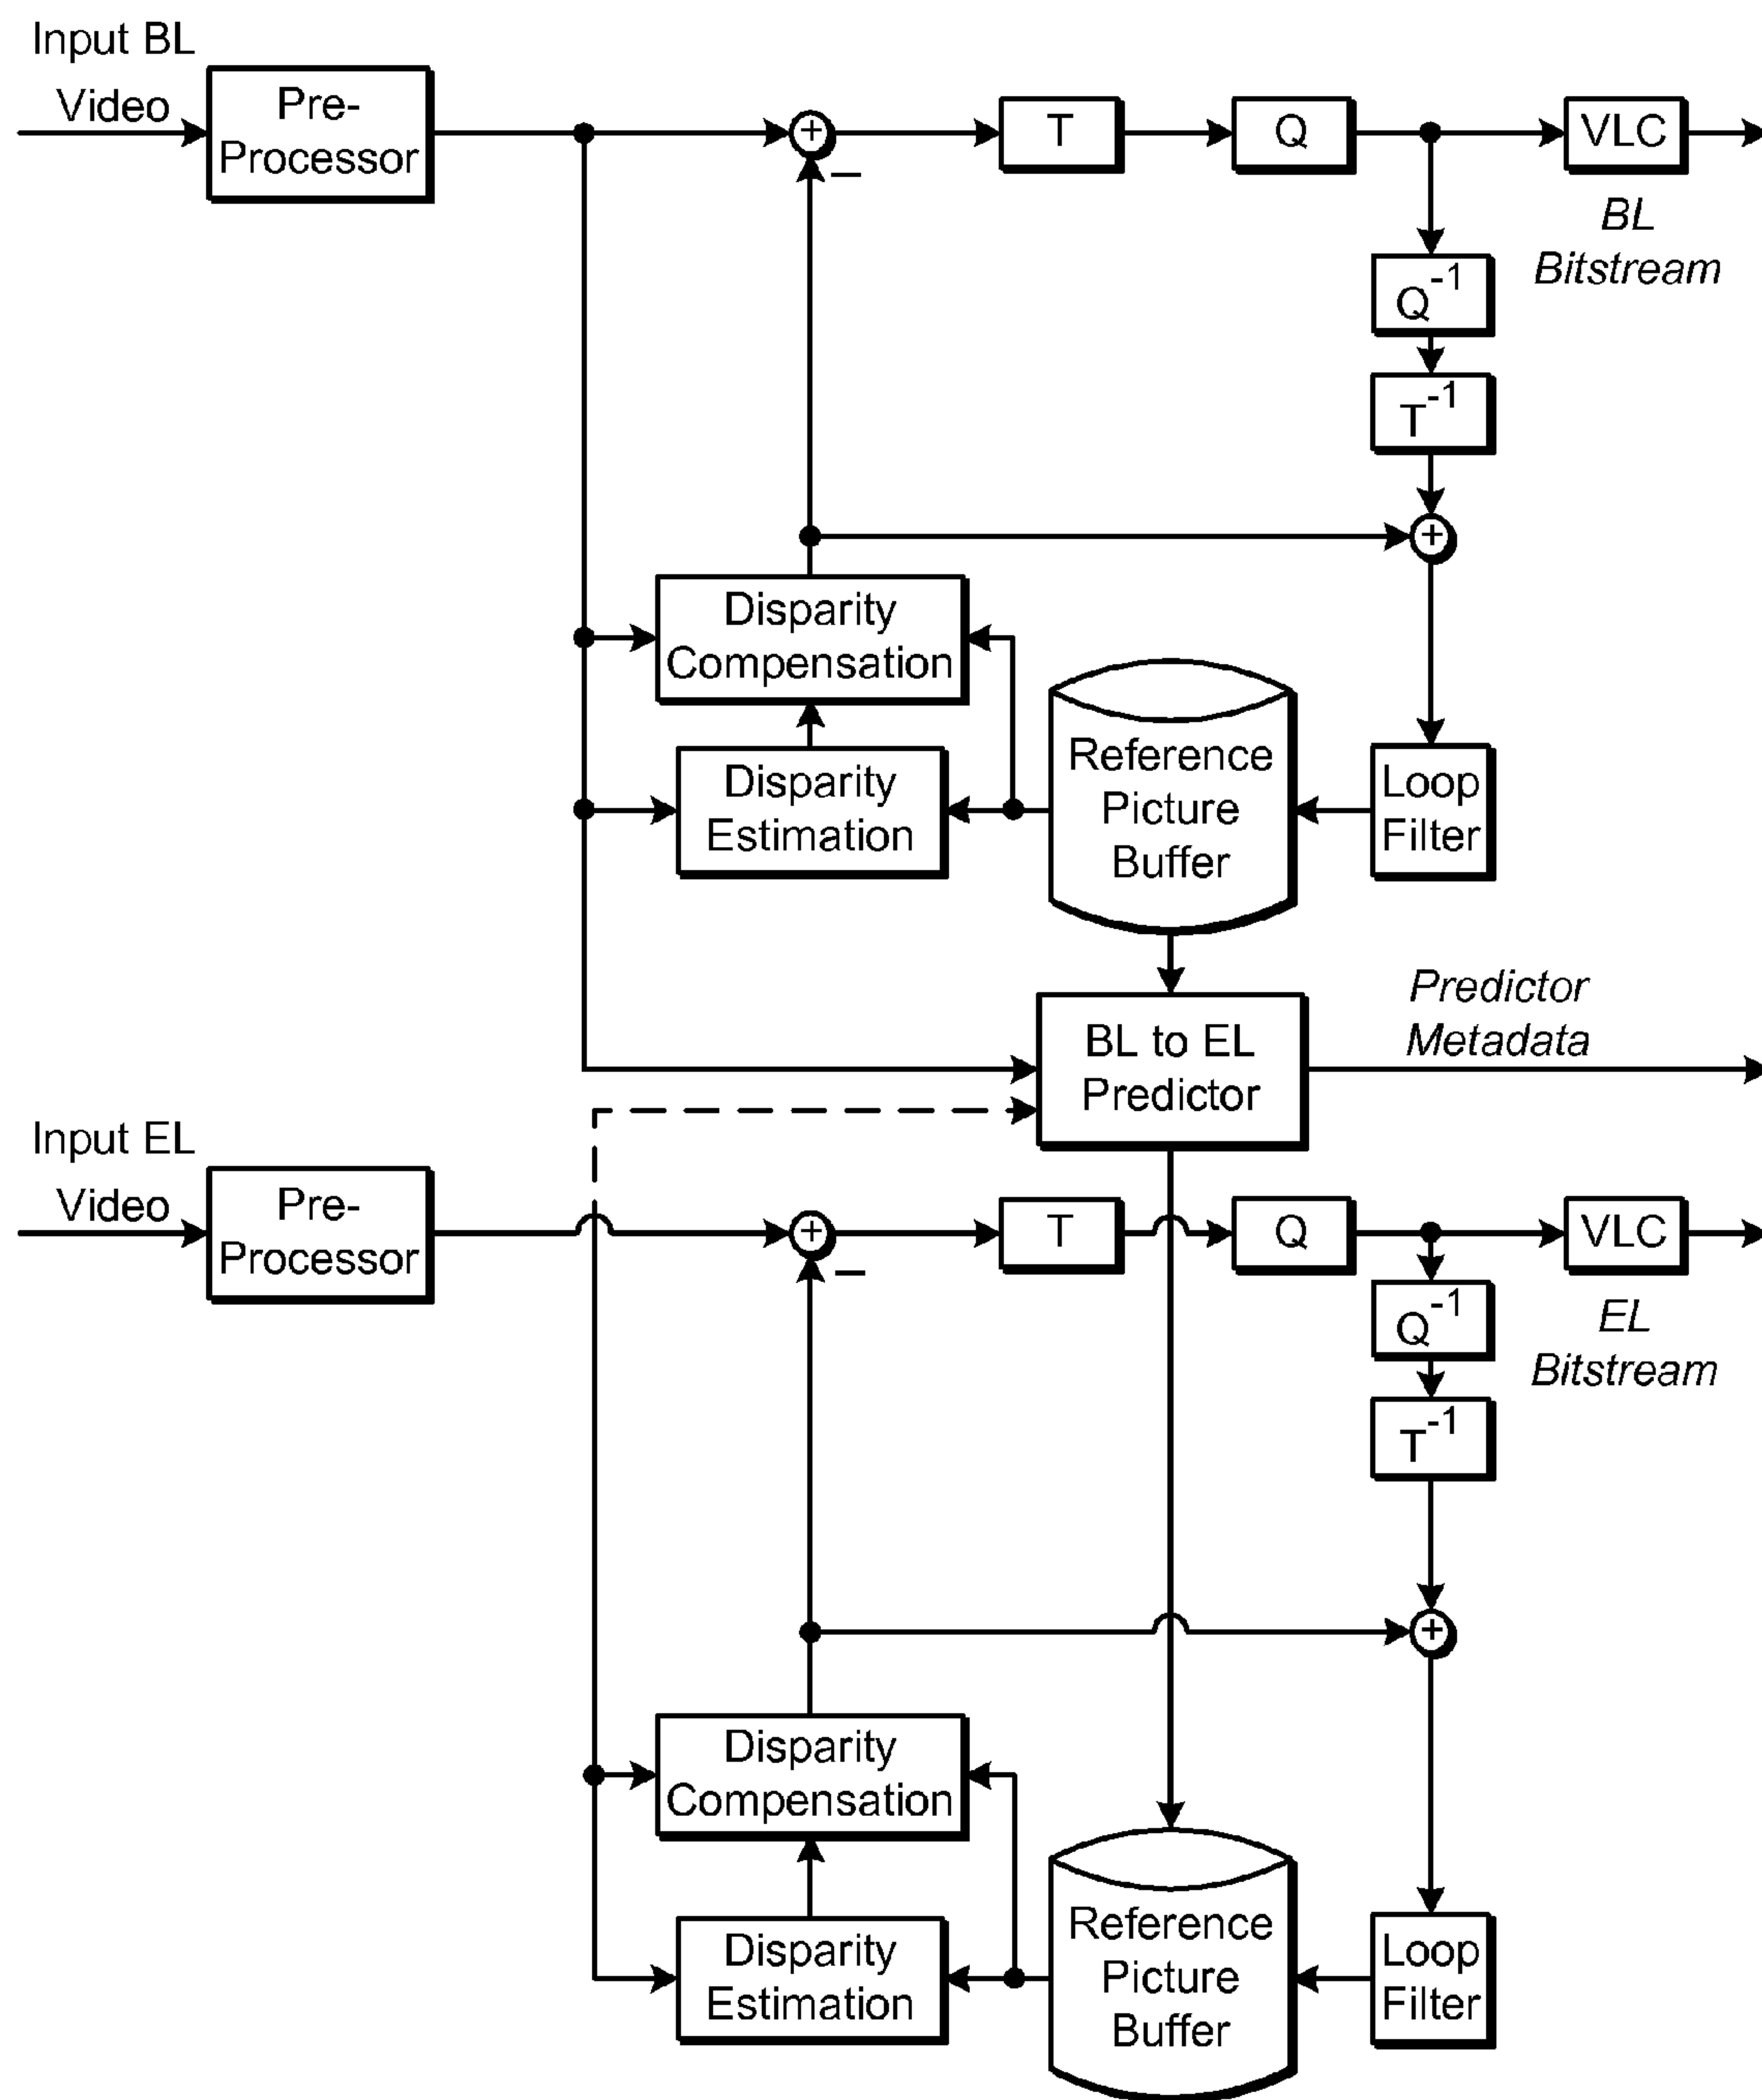 Input BL
Video
Pre-
Processor
+
–
T
Q
VLC
BL
Bitstream
Q-1
T-1
+
Disparity
Compensation
Disparity
Estimation
Reference
Picture
Buffer
Loop
Filter
BL to EL
Predictor
Predictor
Metadata
Input EL
Video
Pre-
Processor
+
–
T
Q
VLC
EL
Bitstream
Q-1
T-1
+
Disparity
Compensation
Disparity
Estimation
Reference
Picture
Buffer
Loop
Filter